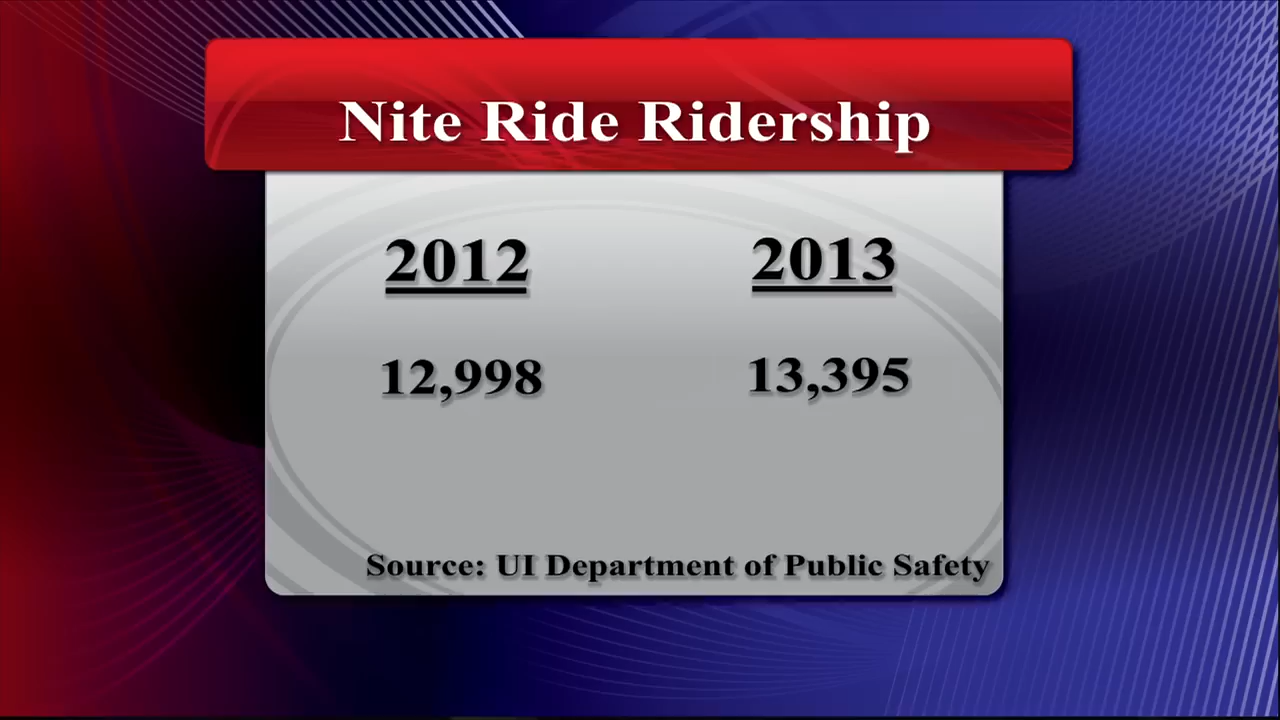 Nite Ride Ridership
2012 2013
12,998 13,395
Source: UI Department of Public Safety